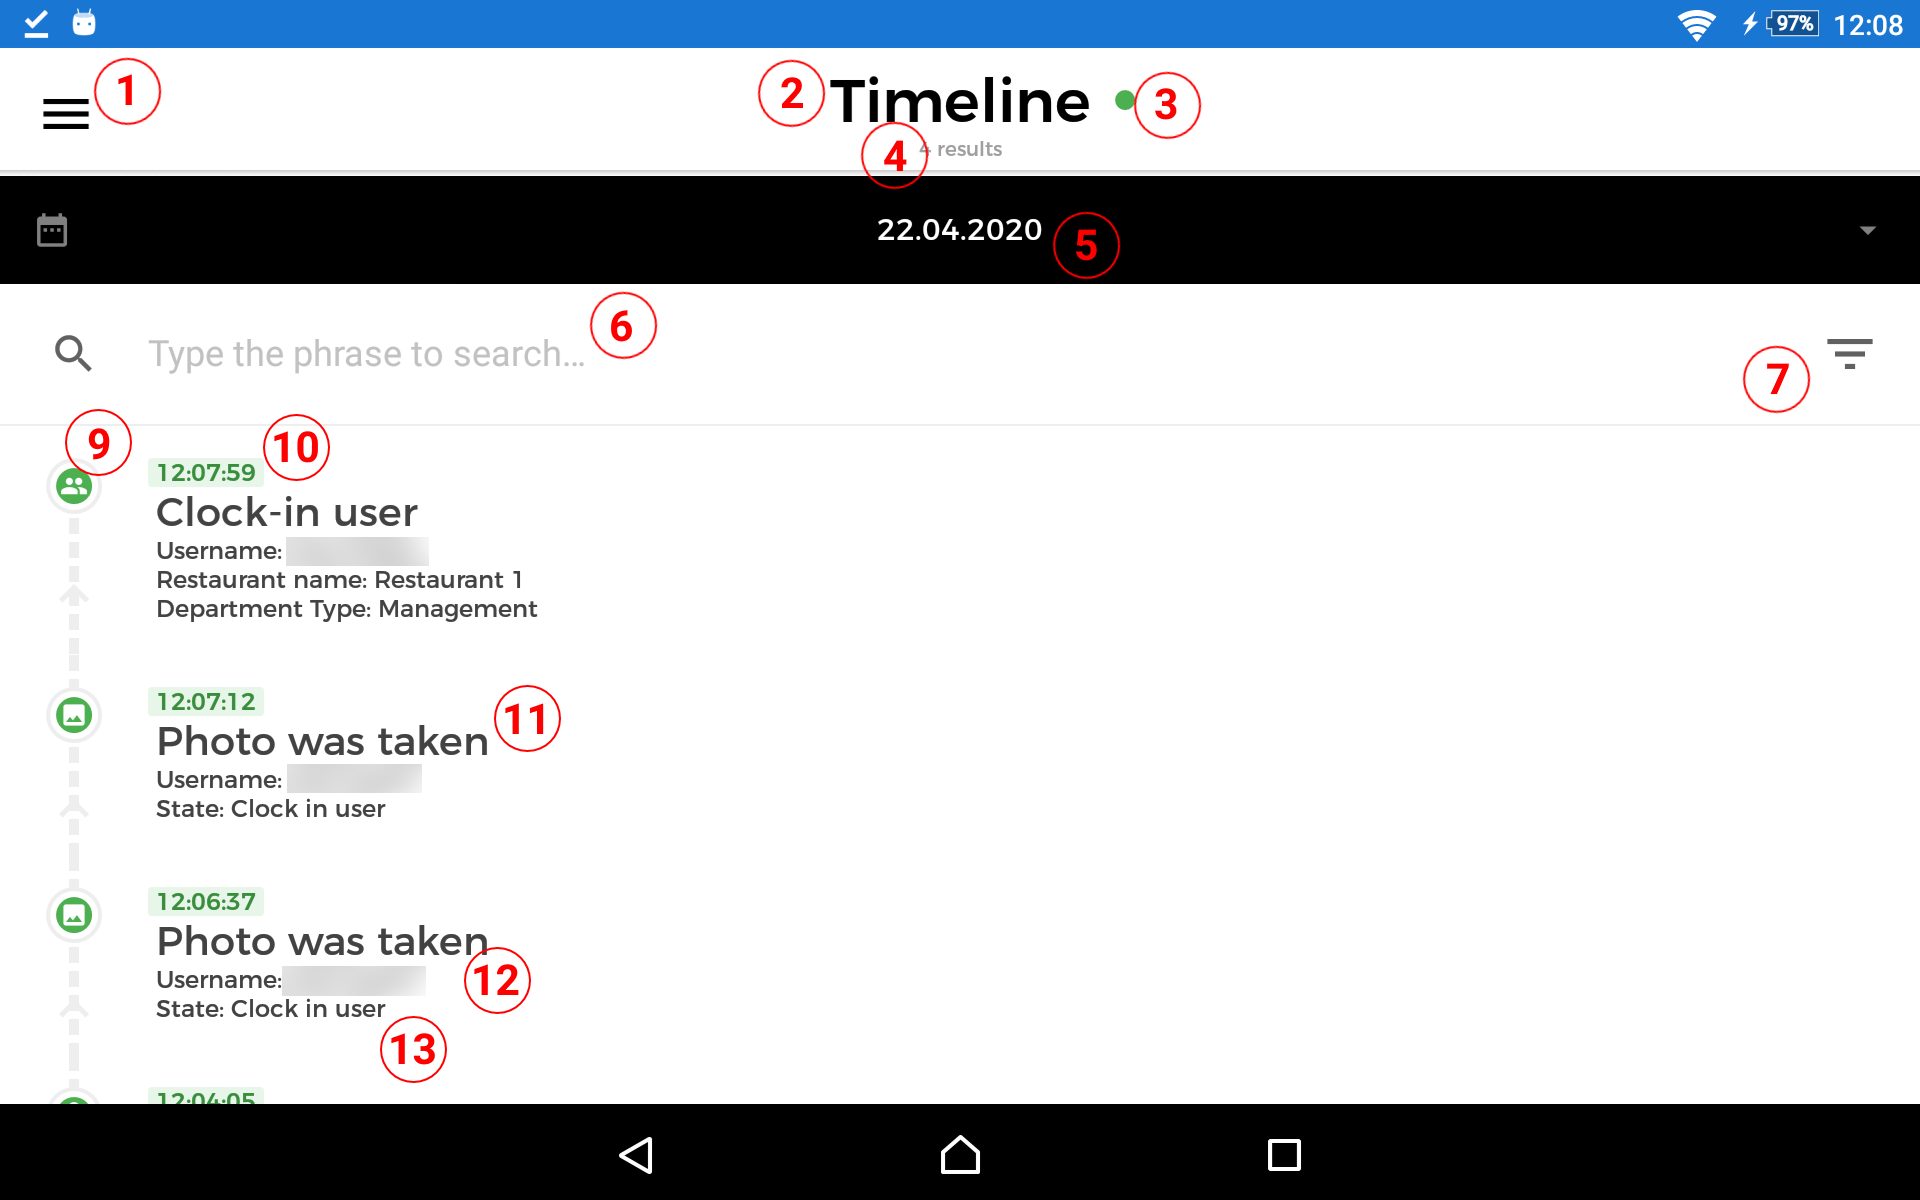 97% 12:08
1
2 Timeline 3
4 4 results
22.04.2020 5
6
Type the phrase to search...
7
9 10
12:07:59
Clock-in user
Username:
Restaurant name: Restaurant 1
Department Type: Management
12:07:12
Photo was taken 11
Username:
State: Clock in user
12:06:37
Photo was taken
Username: 12
State: Clock in user
13
12:04:05